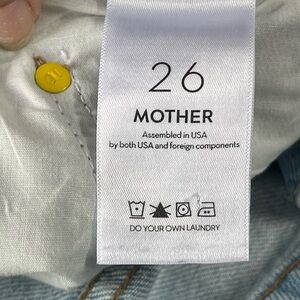 26
MOTHER
Assembled in USA
by both USA and foreign components
DO YOUR OWN LAUNDRY